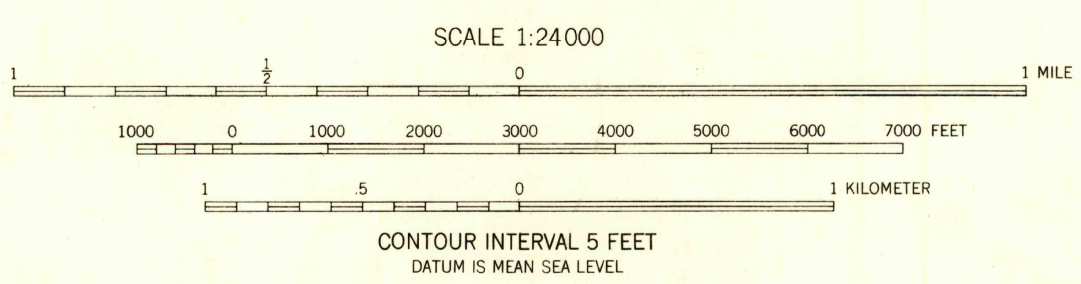 SCALE 1:24000
1 1/2 0 1 MILE
1000 0 1000 2000 3000 4000 5000 6000 7000 FEET
1 .5 0 1 KILOMETER
CONTOUR INTERVAL 5 FEET
DATUM IS MEAN SEA LEVEL